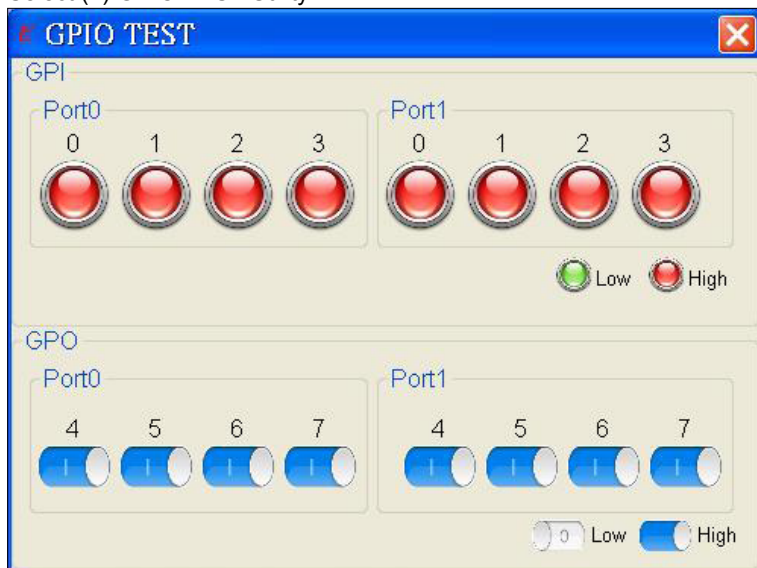 GPIO TEST
GPI
Port0
0 1 2 3
Port1
0 1 2 3
Low High
GPO
Port0
4 5 6 7
Port1
4 5 6 7
0 Low High